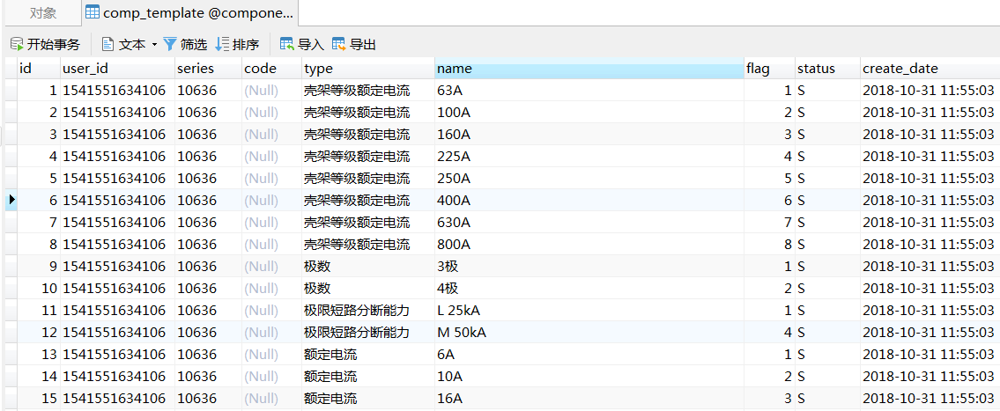 对象 comp_template @compone...
开始事务 文本 筛选 排序 导入 导出
id user_id series code type name flag status create_date
1 1541551634106 10636 (Null) 壳架等级额定电流 63A 1 S 2018-10-31 11:55:03
2 1541551634106 10636 (Null) 壳架等级额定电流 100A 2 S 2018-10-31 11:55:03
3 1541551634106 10636 (Null) 壳架等级额定电流 160A 3 S 2018-10-31 11:55:03
4 1541551634106 10636 (Null) 壳架等级额定电流 225A 4 S 2018-10-31 11:55:03
5 1541551634106 10636 (Null) 壳架等级额定电流 250A 5 S 2018-10-31 11:55:03
6 1541551634106 10636 (Null) 壳架等级额定电流 400A 6 S 2018-10-31 11:55:03
7 1541551634106 10636 (Null) 壳架等级额定电流 630A 7 S 2018-10-31 11:55:03
8 1541551634106 10636 (Null) 壳架等级额定电流 800A 8 S 2018-10-31 11:55:03
9 1541551634106 10636 (Null) 极数 3极 1 S 2018-10-31 11:55:03
10 1541551634106 10636 (Null) 极数 4极 2 S 2018-10-31 11:55:03
11 1541551634106 10636 (Null) 极限短路分断能力 L 25kA 1 S 2018-10-31 11:55:03
12 1541551634106 10636 (Null) 极限短路分断能力 M 50kA 4 S 2018-10-31 11:55:03
13 1541551634106 10636 (Null) 额定电流 6A 1 S 2018-10-31 11:55:03
14 1541551634106 10636 (Null) 额定电流 10A 2 S 2018-10-31 11:55:03
15 1541551634106 10636 (Null) 额定电流 16A 3 S 2018-10-31 11:55:03